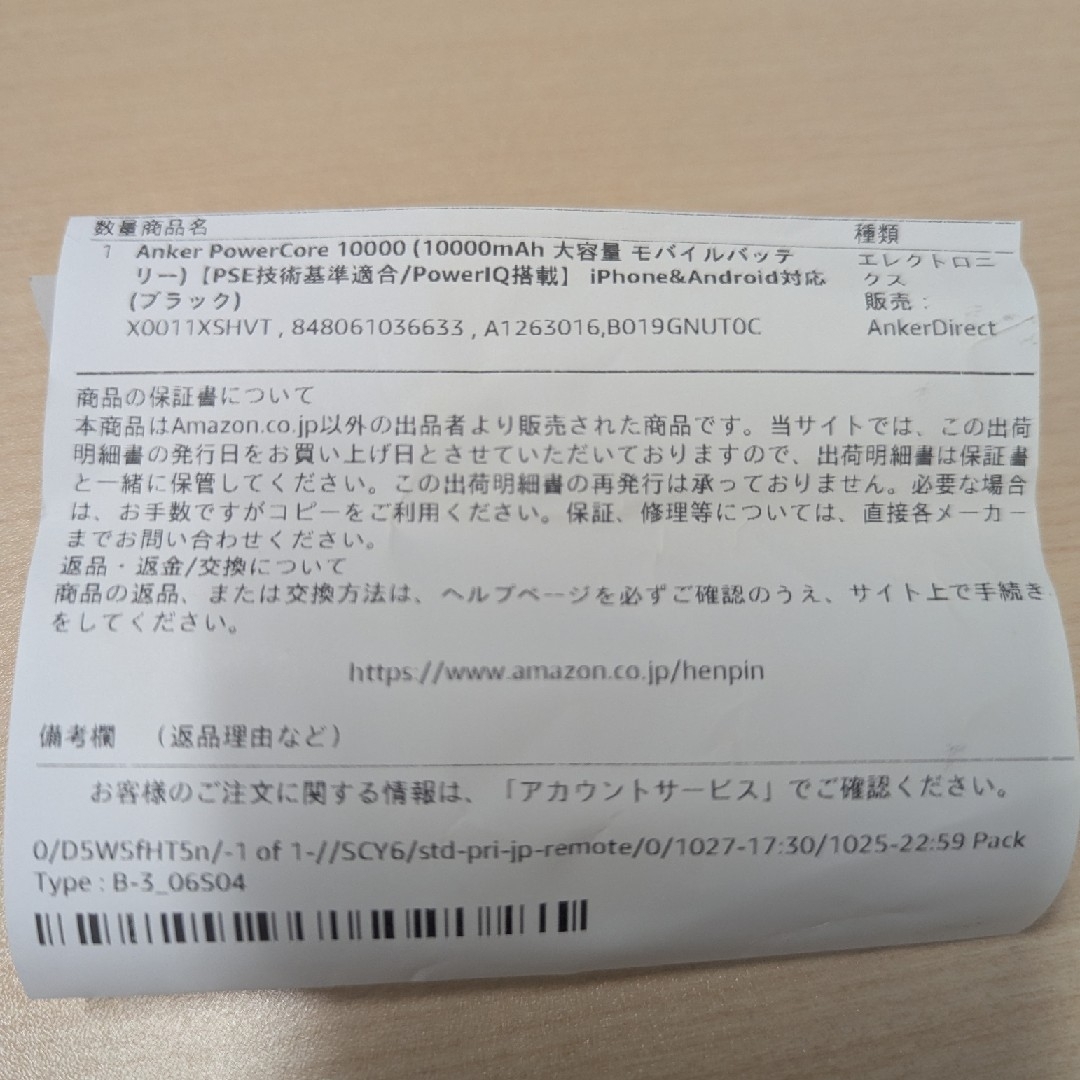 数量 商品名 種類
1 Anker PowerCore 10000 (10000mAh 大容量 モバイルバッテ エレクトロニ
リー)【PSE技術基準適合/PowerIQ搭載】 iPhone&Android対応 クス
(ブラック) 販売:
X0011XSHVT , 848061036633 , A1263016,B019GNUT0C AnkerDirect
商品の保証書について
本商品はAmazon.co.jp以外の出品者より販売された商品です。当サイトでは、この出荷
明細書の発行日をお買い上げ日とさせていただいておりますので、出荷明細書は保証書
と一緒に保管してください。この出荷明細書の再発行は承っておりません。必要な場合
は、お手数ですがコピーをご利用ください。保証、修理等については、直接各メーカー
までお問い合わせください。
返品・返金/交換について
商品の返品、または交換方法は、ヘルプページを必ずご確認のうえ、サイト上で手続き
をしてください。
https://www.amazon.co.jp/henpin
備考欄 （返品理由など）
お客様のご注文に関する情報は、「アカウントサービス」でご確認ください。
0/D5WSfHT5n/-1 of 1-//SCY6/std-pri-jp-remote/0/1027-17:30/1025-22:59 Pack
Type : B-3_06S04